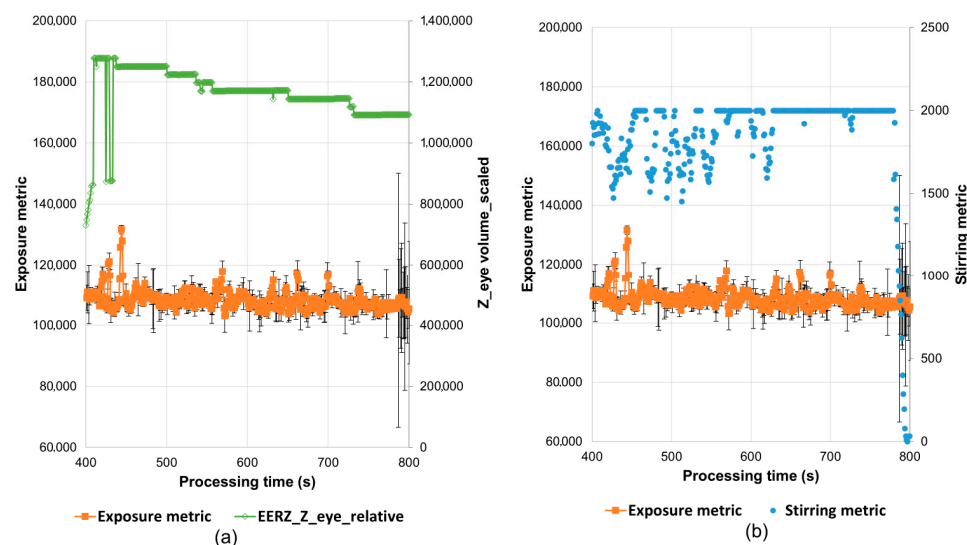 200,000
180,000
160,000
140,000
120,000
100,000
80,000
60,000
Exposure metric
1,400,000
1,200,000
1,000,000
800,000
600,000
400,000
200,000
0
Z_eye volume_scaled
400 500 600 700 800
Processing time (s)
Exposure metric EERZ_Z_eye_relative
(a)
200,000
180,000
160,000
140,000
120,000
100,000
80,000
60,000
Exposure metric
2500
2000
1500
1000
500
0
Stirring metric
400 500 600 700 800
Processing time (s)
Exposure metric Stirring metric
(b)